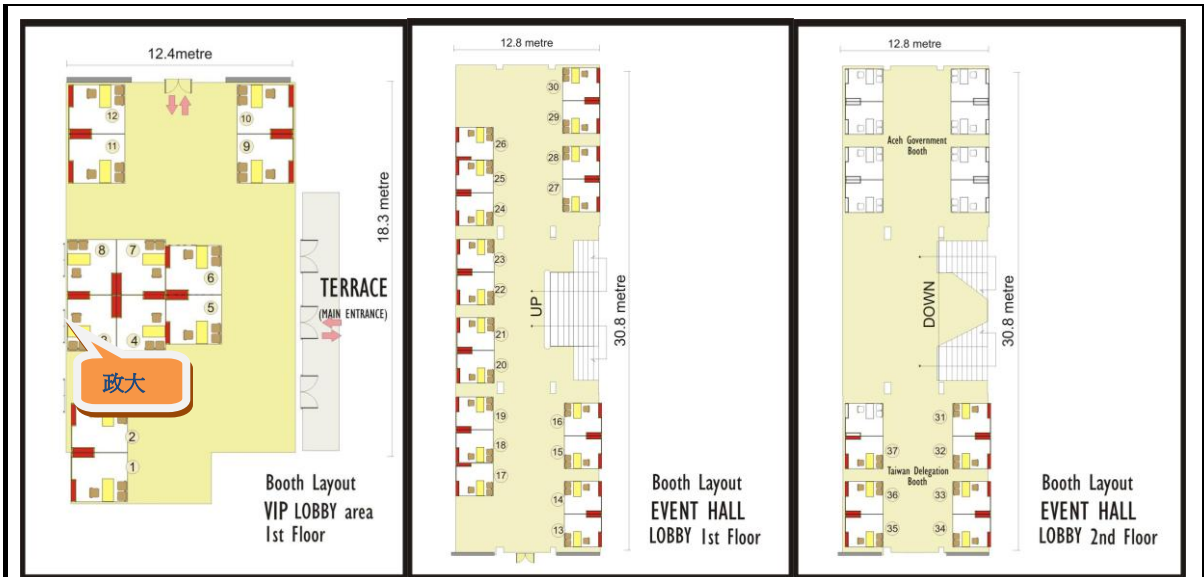 12.4metre
12
10
11
9
18.3 metre
8
7
6
5
3
4
政大
2
1
TERRACE
(MAIN ENTRANCE)
Booth Layout
VIP LOBBY area
1st Floor
12.8 metre
30
29
26
28
25
27
24
23
22
UP
21
20
30.8 metre
19
16
18
15
17
14
13
Booth Layout
EVENT HALL
LOBBY 1st Floor
12.8 metre
Aceh Government
Booth
DOWN
30.8 metre
31
37
32
Taiwan Delegation
Booth
36
33
35
34
Booth Layout
EVENT HALL
LOBBY 2nd Floor